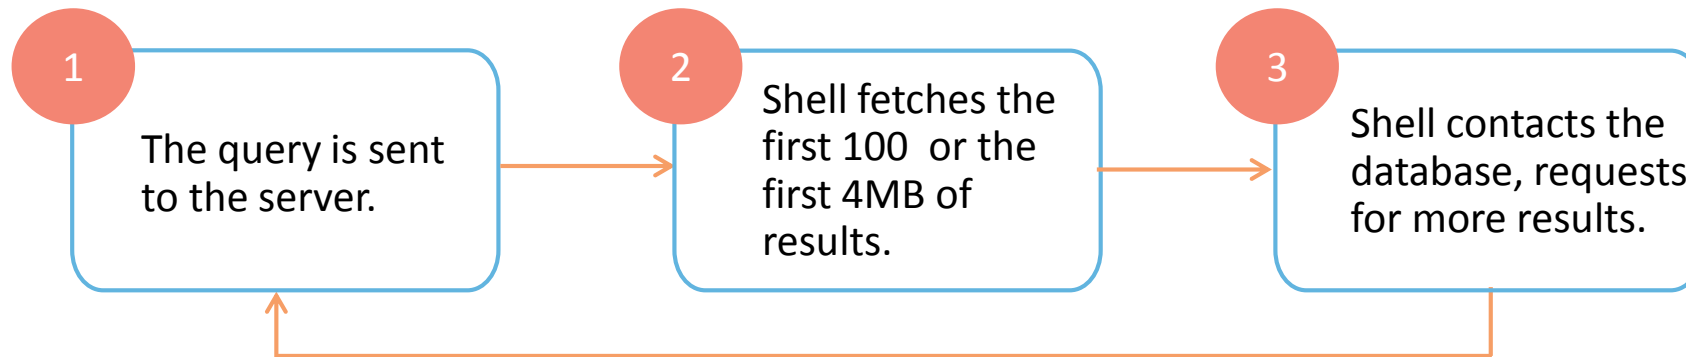 1
The query is sent
to the server.
2
Shell fetches the
first 100  or the
first 4MB of
results.
3
Shell contacts the
database, requests
for more results.